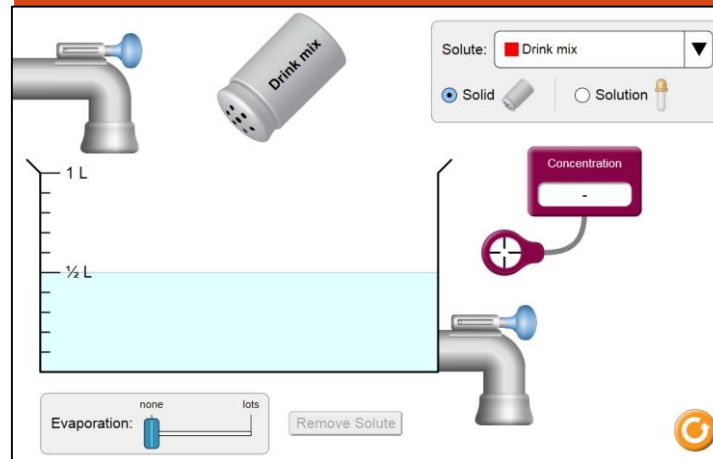 Drink mix
Solute: Drink mix
Solid
Solution
Concentration
-
1 L
½ L
none
lots
Evaporation:
Remove Solute